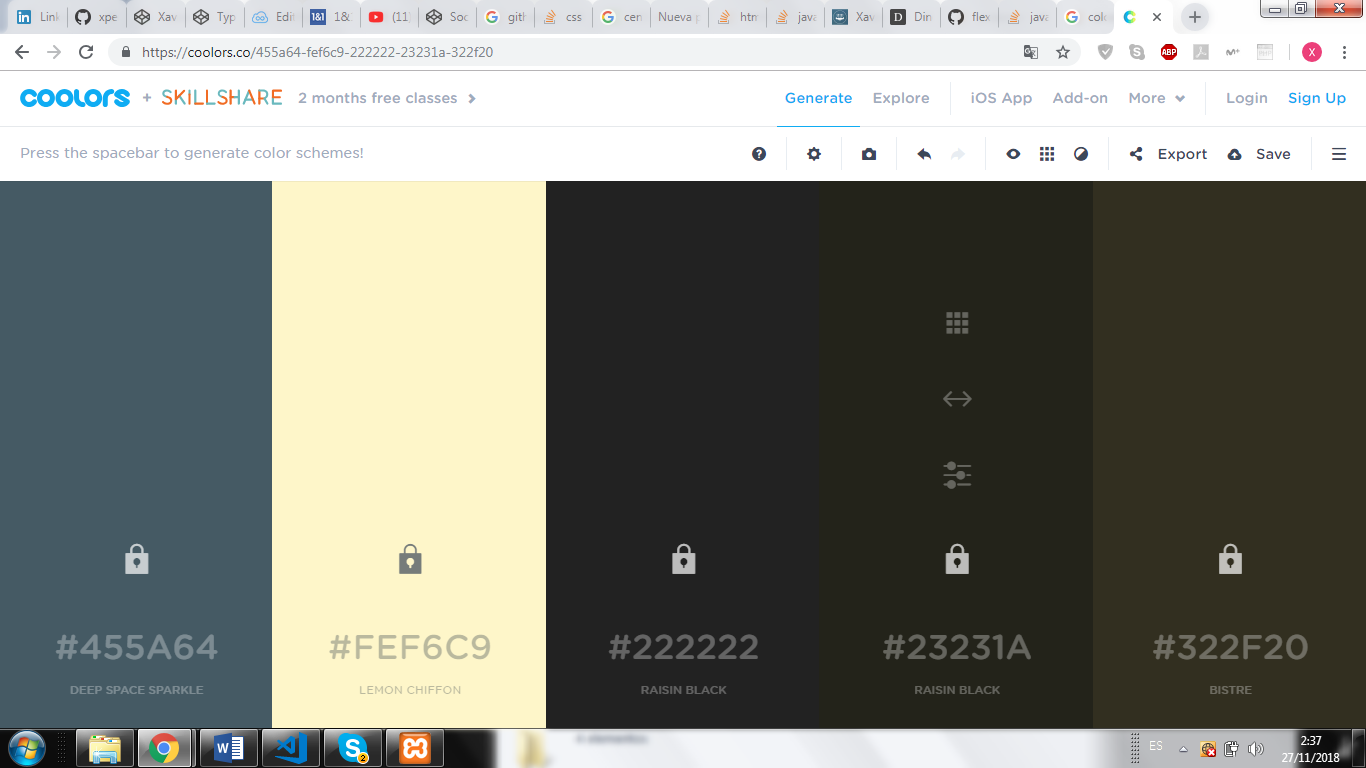 Link
xpe
Xav
Typ
Edit
1&1 1&
(11)
Soc
gith
css
cen
Nueva p
htm
java
Xav
D Din
flex
java
colo
https://coolors.co/455a64-fef6c9-222222-23231a-322f20
ABP
M+
X
coolors + SKILLSHARE 2 months free classes
Generate Explore iOS App Add-on More Login Sign Up
Press the spacebar to generate color schemes!
Export Save
#455A64 #FEF6C9 #222222 #23231A #322F20
DEEP SPACE SPARKLE LEMON CHIFFON RAISIN BLACK RAISIN BLACK BISTRE
ES
2
2:37
27/11/2018